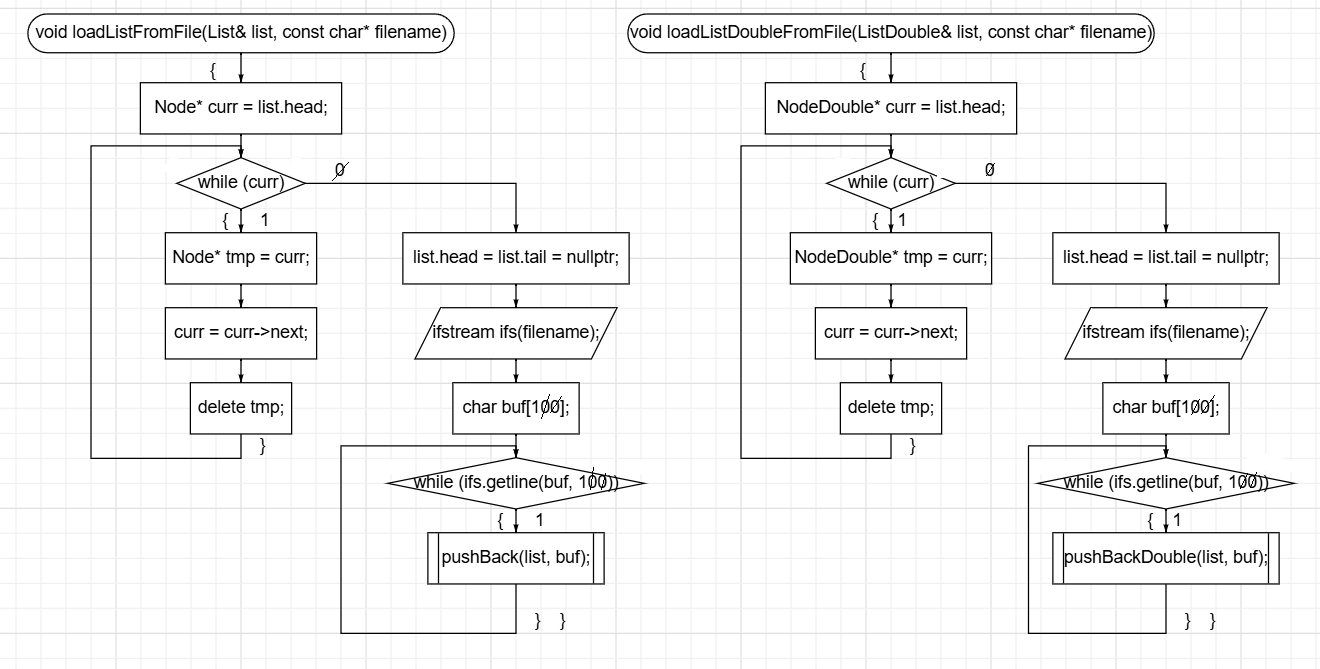 void loadListFromFile(List& list, const char* filename)
{
Node* curr = list.head;
while (curr)
0
{ 1
Node* tmp = curr;
curr = curr->next;
delete tmp;
}
list.head = list.tail = nullptr;
ifstream ifs(filename);
char buf[100];
while (ifs.getline(buf, 100))
{ 1
pushBack(list, buf);
} }
void loadListDoubleFromFile(ListDouble& list, const char* filename)
{
NodeDouble* curr = list.head;
while (curr)
0
{ 1
NodeDouble* tmp = curr;
curr = curr->next;
delete tmp;
}
list.head = list.tail = nullptr;
ifstream ifs(filename);
char buf[100];
while (ifs.getline(buf, 100))
{ 1
pushBackDouble(list, buf);
} }